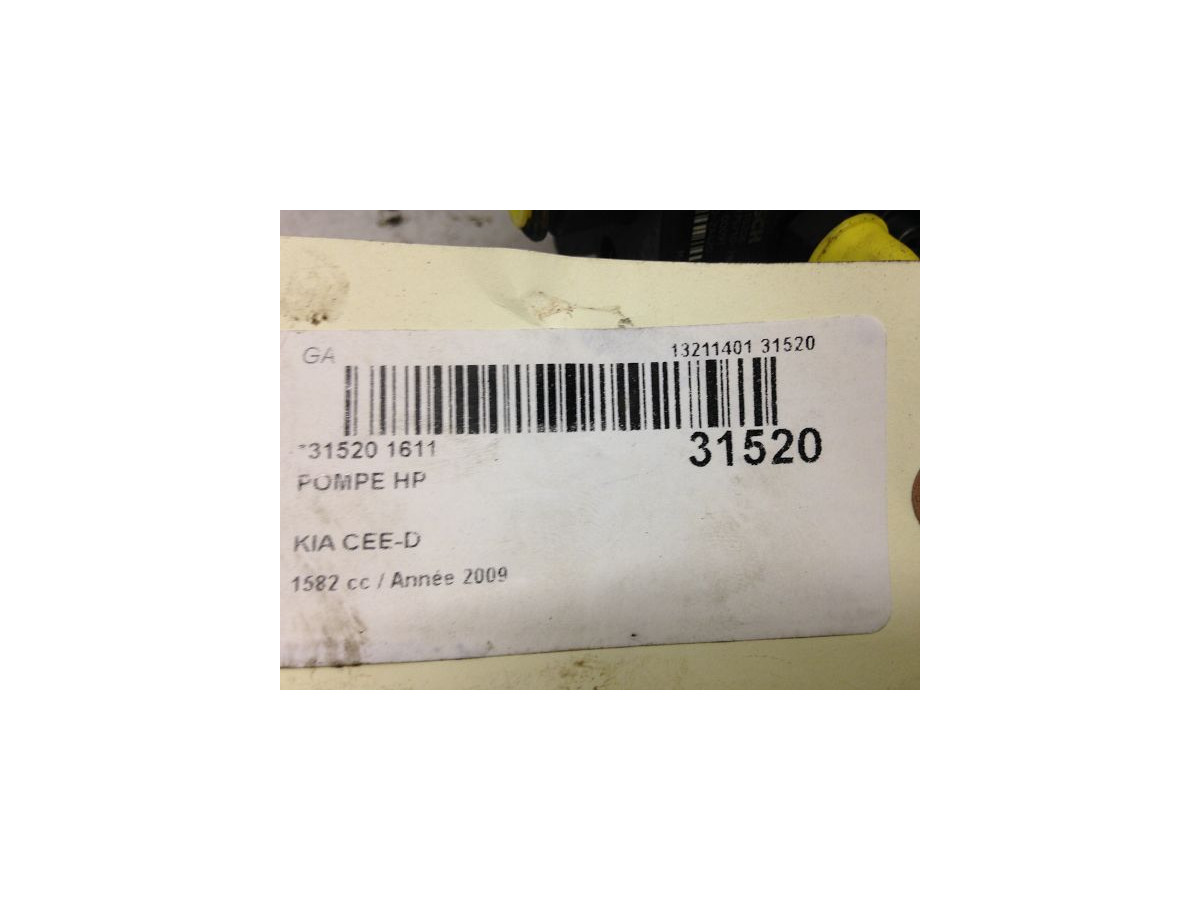 GA
13211401 31520
*31520 1611
31520
POMPE HP
KIA CEE-D
1582 cc / Année 2009